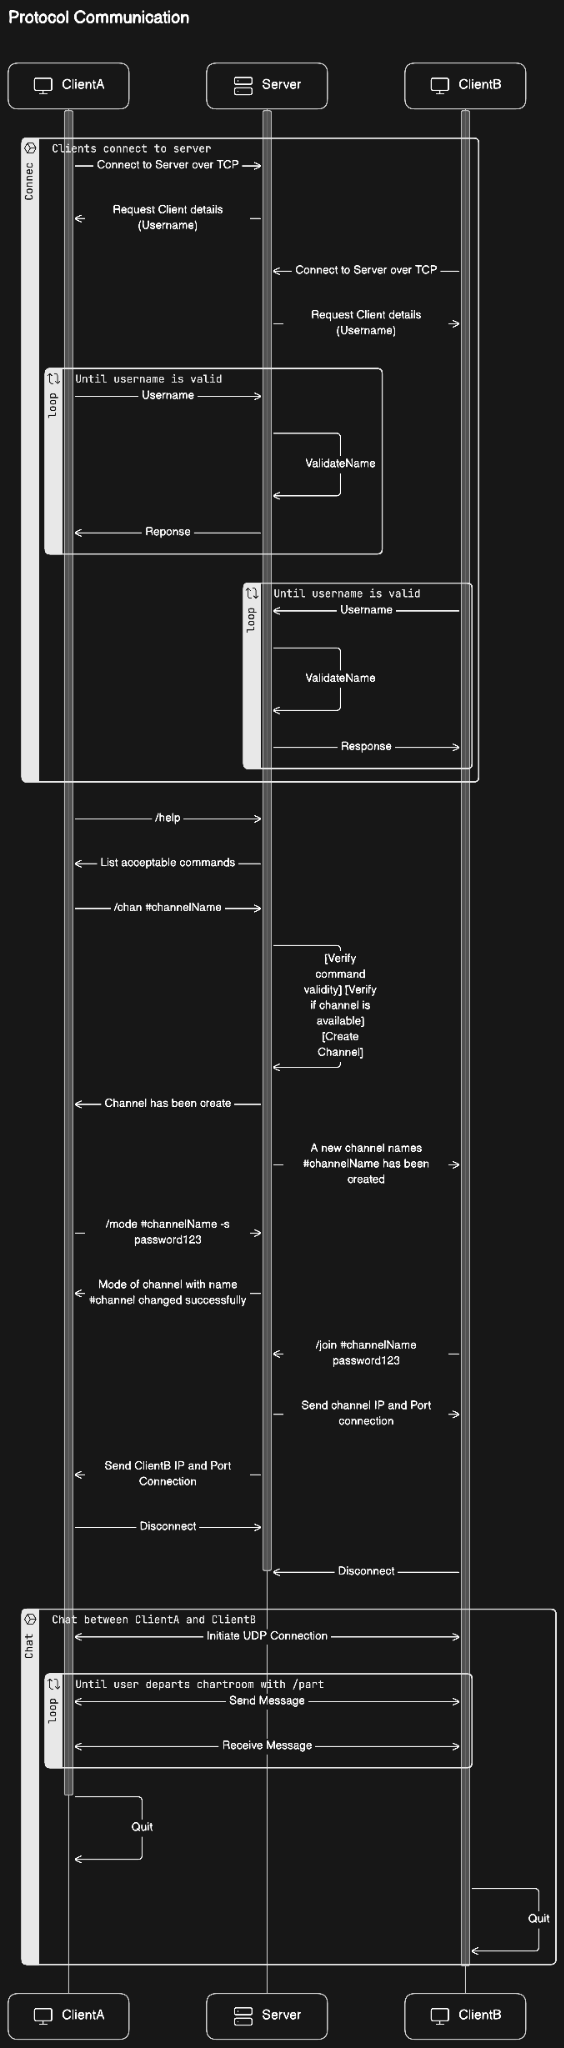 Protocol Communication
ClientA
Server
ClientB
Connec
Clients connect to server
Connect to Server over TCP
Request Client details
(Username)
Connect to Server over TCP
Request Client details
(Username)
loop
Until username is valid
Username
ValidateName
Reponse
loop
Until username is valid
Username
ValidateName
Response
/help
List acceptable commands
/chan #channelName
[Verify
command
validity] [Verify
if channel is
available]
[Create
Channel]
Channel has been create
A new channel names
#channelName has been
created
/mode #channelName -s
password123
Mode of channel with name
#channel changed successfully
/join #channelName
password123
Send channel IP and Port
connection
Send ClientB IP and Port
Connection
Disconnect
Disconnect
Chat
Chat between ClientA and ClientB
Initiate UDP Connection
loop
Until user departs chartroom with /part
Send Message
Receive Message
Quit
Quit
ClientA
Server
ClientB